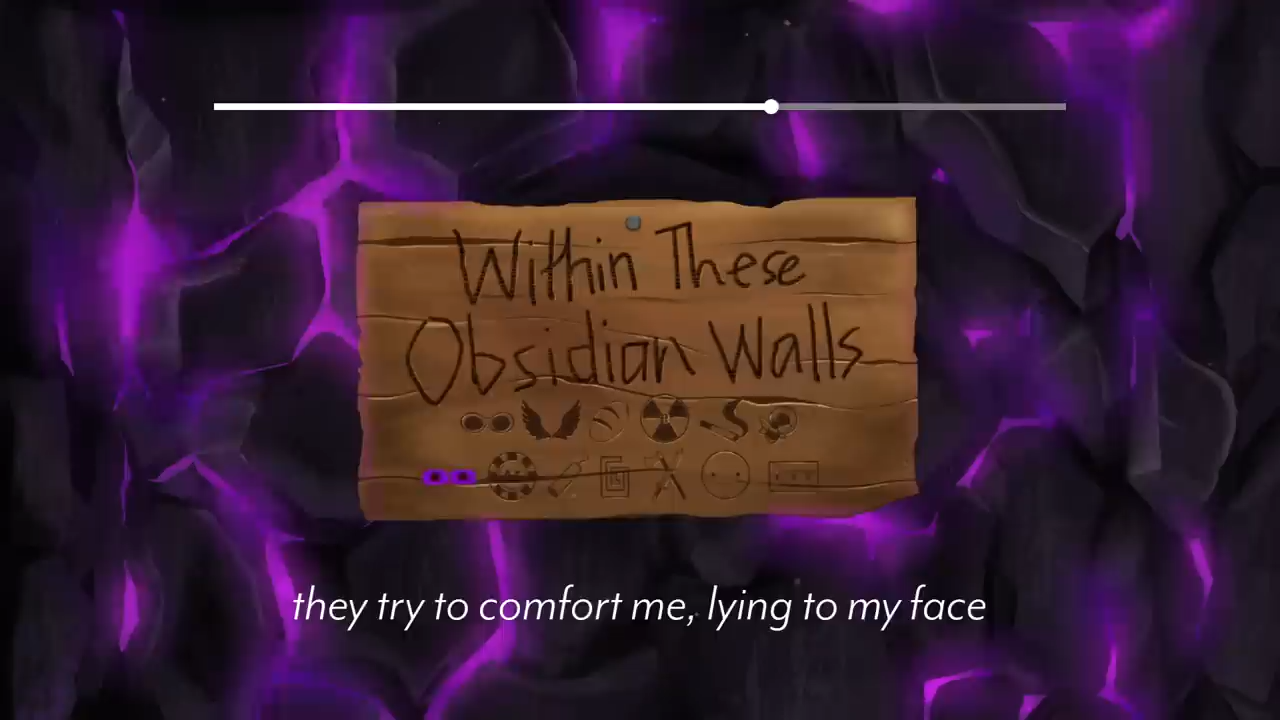 Within These
Obsidian Walls
they try to comfort me, lying to my face